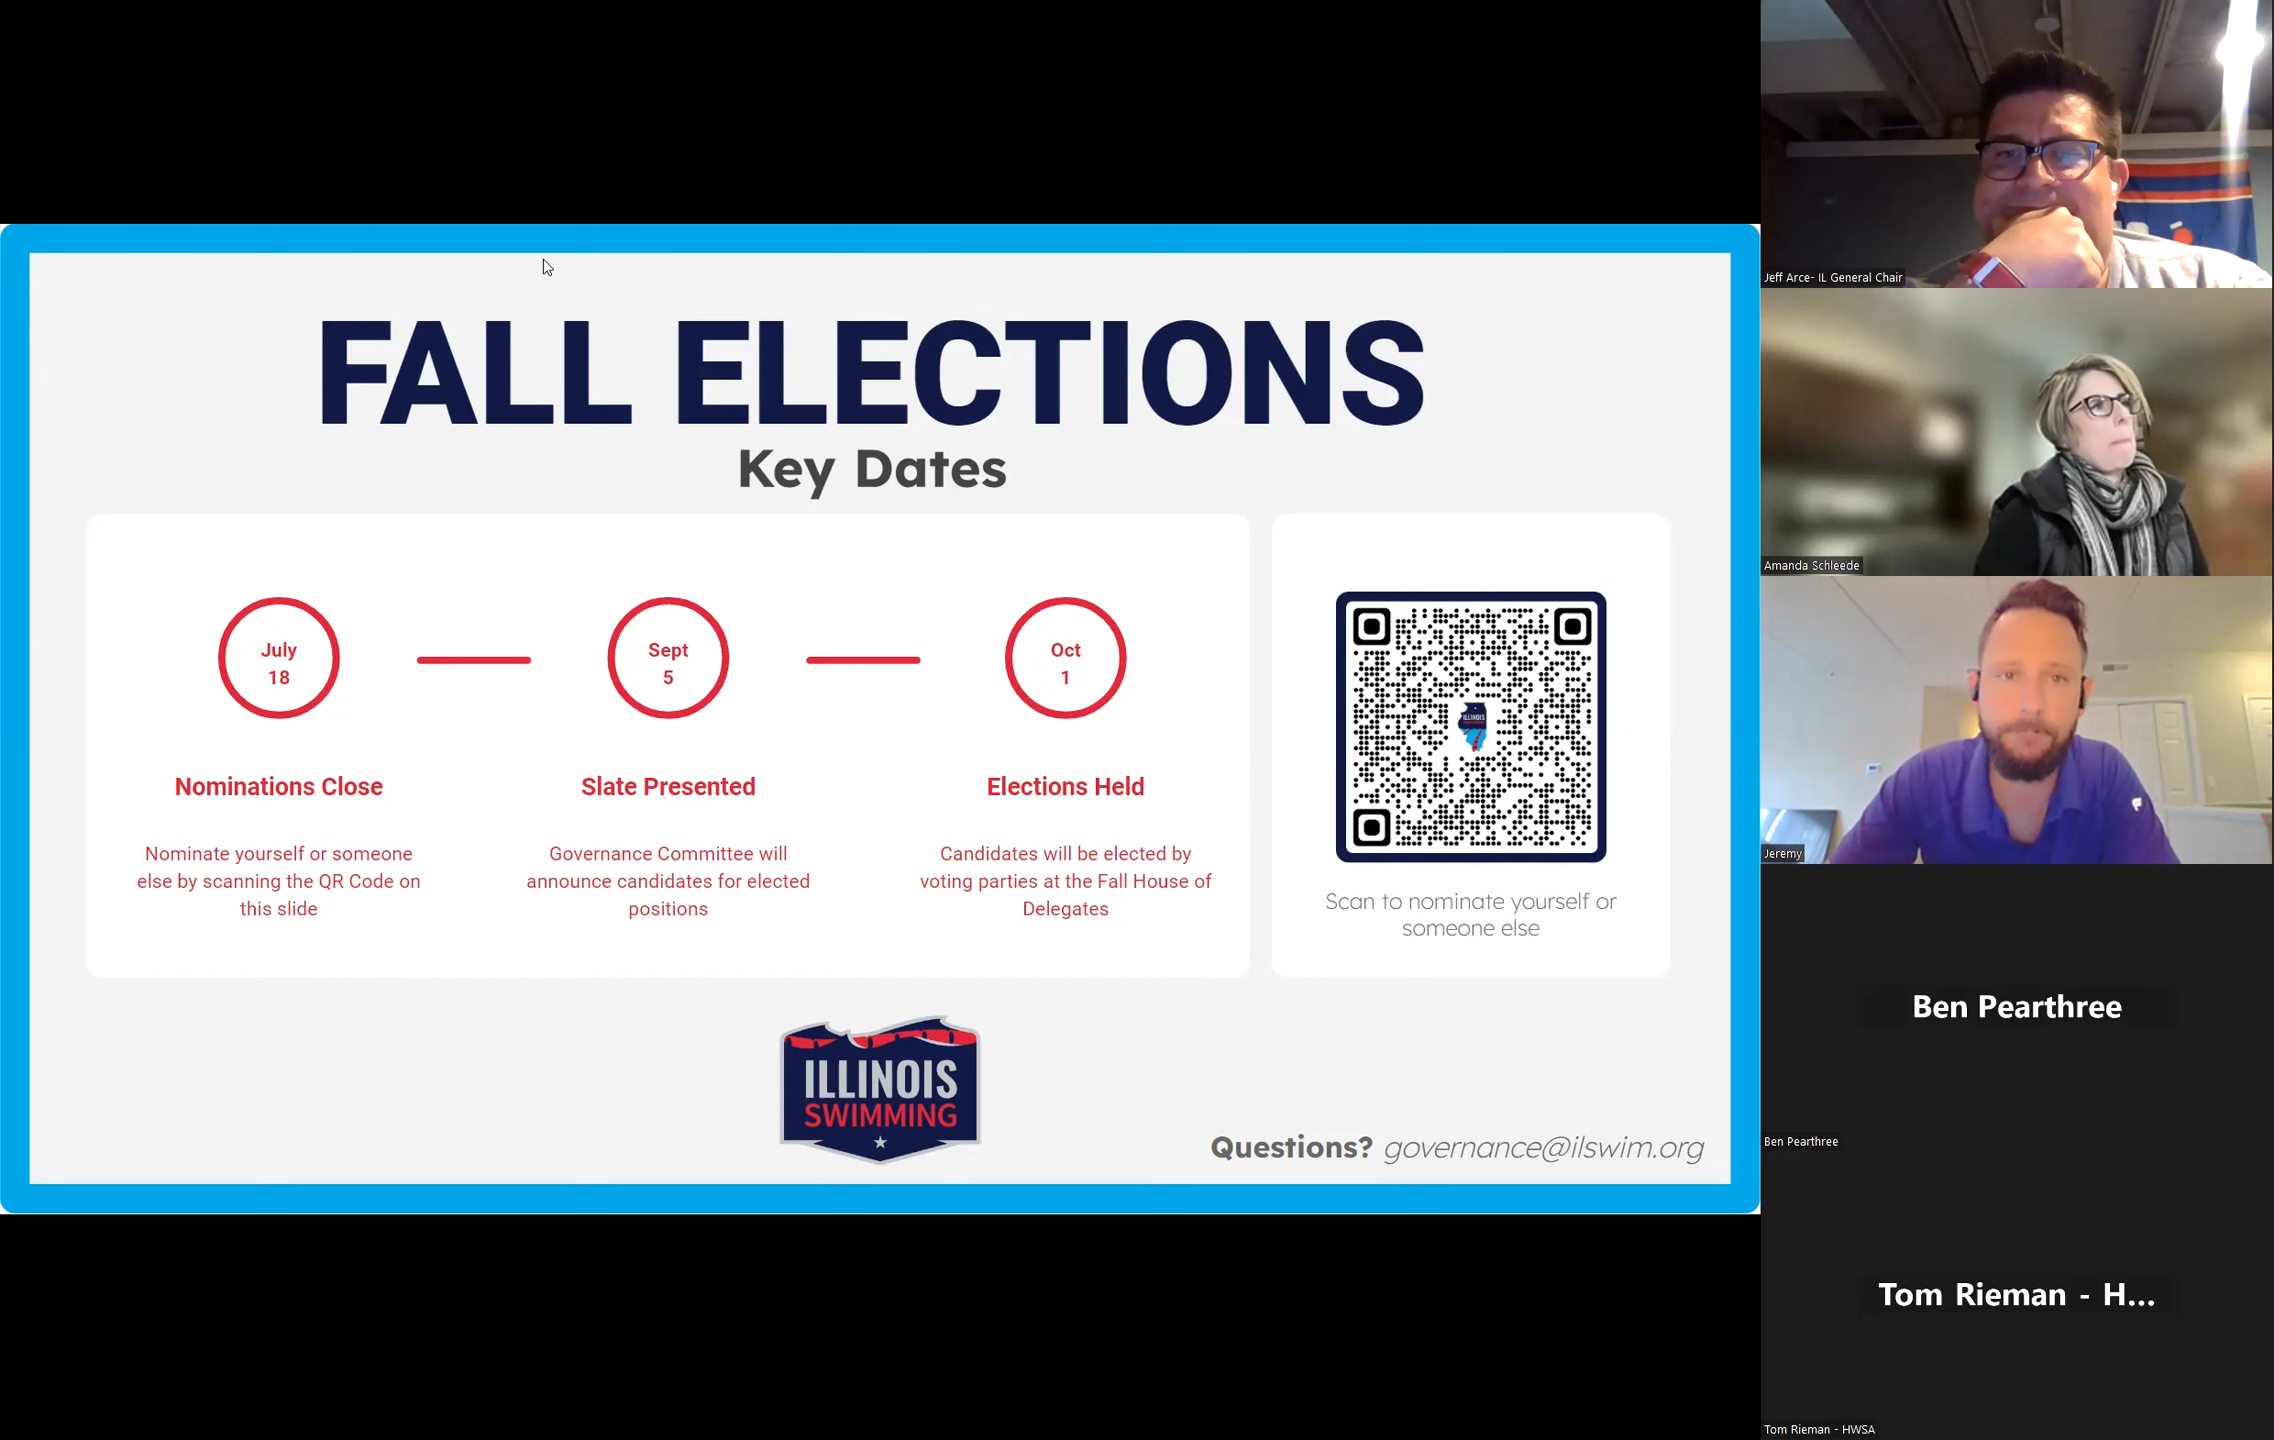 FALL ELECTIONS
Key Dates
July
18
Nominations Close
Nominate yourself or someone
else by scanning the QR Code on
this slide
Sept
5
Slate Presented
Governance Committee will
announce candidates for elected
positions
Oct
1
Elections Held
Candidates will be elected by
voting parties at the Fall House of
Delegates
ILLINOIS
Scan to nominate yourself or
someone else
ILLINOIS
SWIMMING
Questions? governance@ilswim.org
Jeff Arce- IL General Chair
Amanda Schleede
Jeremy
Ben Pearthree
Ben Pearthree
Tom Rieman - H...
Tom Rieman - HWSA